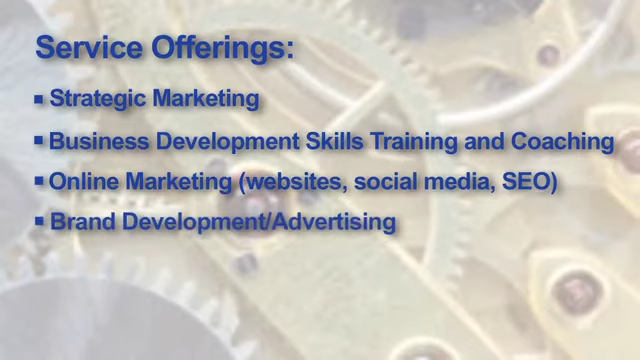 Service Offerings:
▪ Strategic Marketing
▪ Business Development Skills Training and Coaching
▪ Online Marketing (websites, social media, SEO)
▪ Brand Development/Advertising